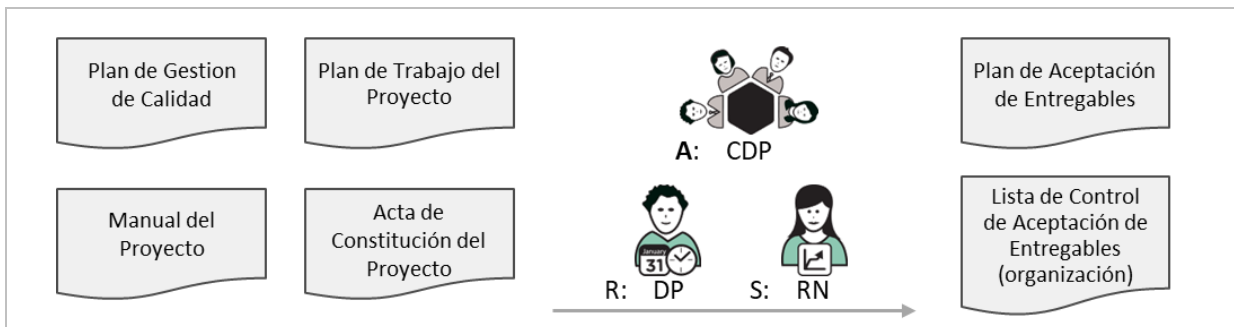 Plan de Gestion
de Calidad
Plan de Trabajo del
Proyecto
Manual del
Proyecto
Acta de
Constitución del
Proyecto
A: CDP
January
31
R: DP
S: RN
Plan de Aceptación
de Entregables
Lista de Control
de Aceptación de
Entregables
(organización)